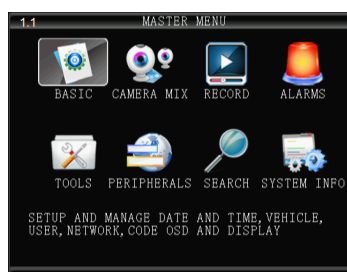 1.1 MASTER MENU
BASIC CAMERA MIX RECORD ALARMS
TOOLS PERIPHERALS SEARCH SYSTEM INFO
SETUP AND MANAGE DATE AND TIME, VEHICLE,
USER, NETWORK, CODE OSD AND DISPLAY